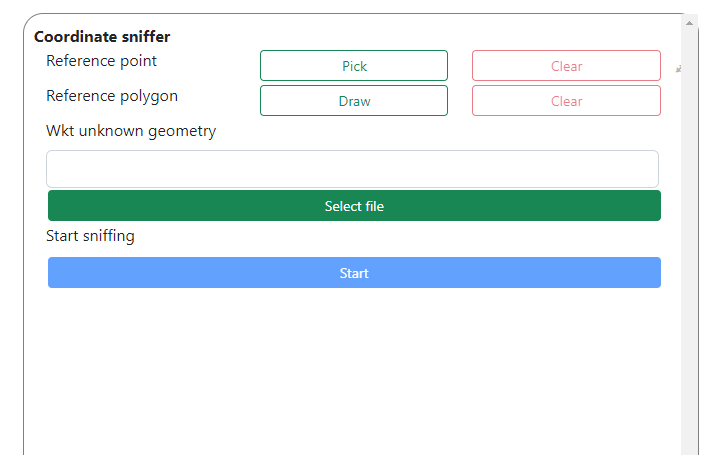 Coordinate sniffer
Reference point Pick Clear
Reference polygon Draw Clear
Wkt unknown geometry
Select file
Start sniffing
Start